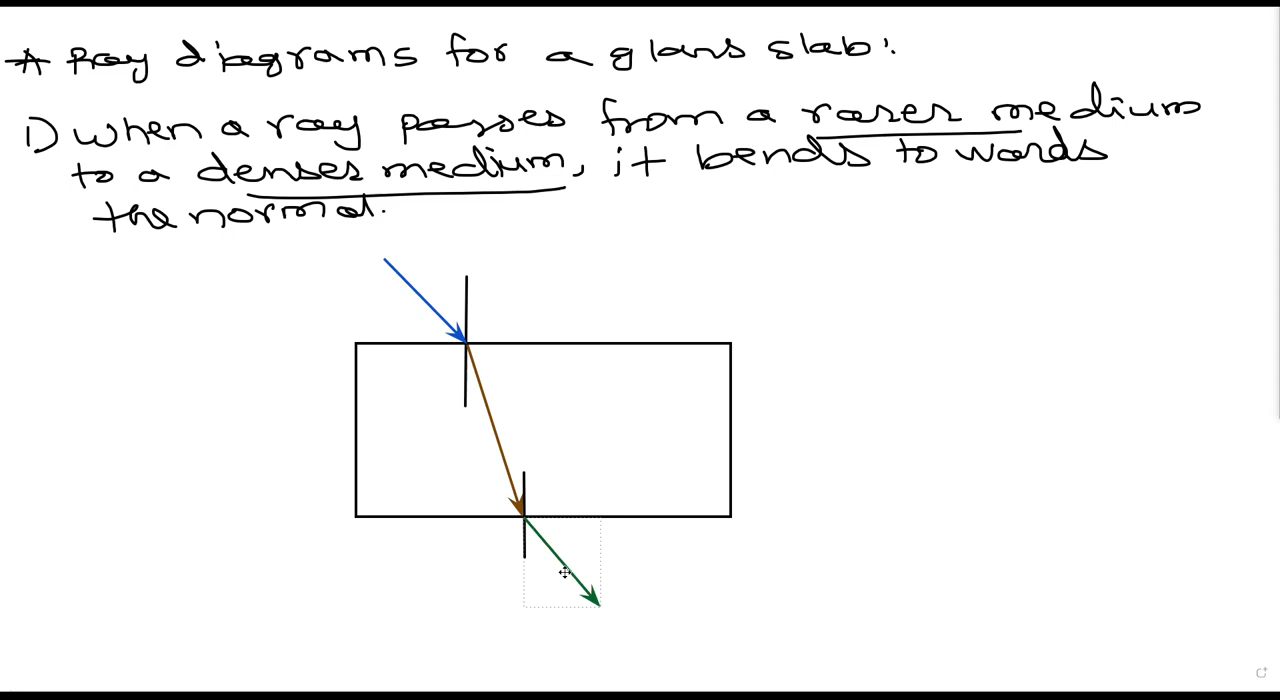 * Ray diagrams for a glass slab:
1) when a ray passes from a rarer medium
to a denser medium, it bends towards
the normal.